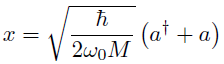 x = \sqrt{\frac{\hbar}{2\omega_0 M}} \left( a^\dagger + a \right)